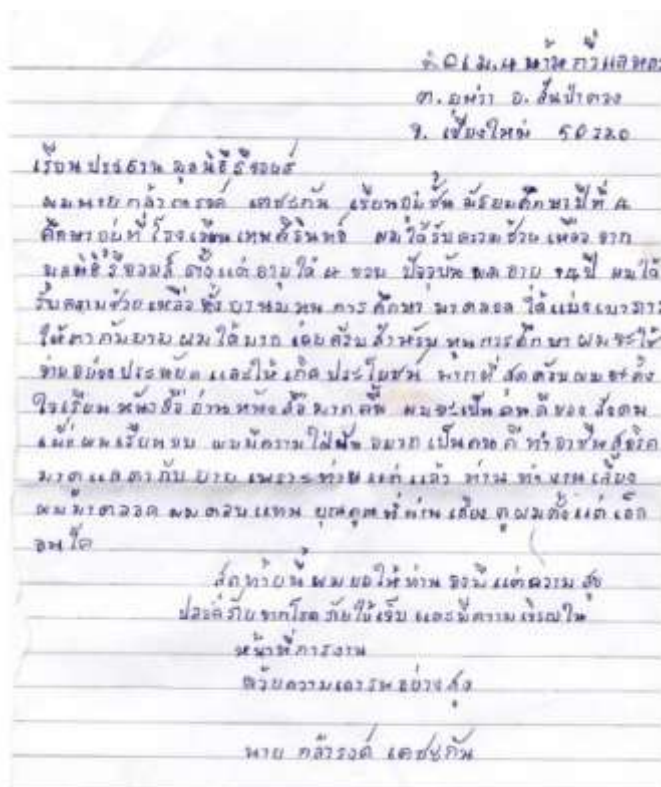 ม.4 บ้าน
ต. อ. สันป่าตอง
จ. เชียงใหม่ 50220
เรียนประธาน มูลนิธิ
ผมนาย เดชะกัน เรียนอยู่ชั้น มัธยมศึกษาปีที่
ศึกษาอยู่ที่ โรงเรียนเทพศิรินทร์ ผมได้รับความช่วยเหลือ จาก
มูลนิธิ ตั้งแต่ อายุได้ ขวบ ปัจจุบัน ผมอายุ ปี ผมได้
รับความช่วยเหลือ ทุนการศึกษา มาตลอด ได้แบ่งเบาภาระ
ให้ตากับยายผมได้มาก เลยครับ สำหรับ ทุนการศึกษา ผมจะใช้
จ่ายอย่างประหยัด และให้เกิดประโยชน์ มากที่สุดครับผมจะตั้ง
ใจเรียน หนังสือ อ่านหนังสือ มากขึ้น ผมจะเป็นคนดีของ สังคม
ผมเรียนจบ ผมมีความใฝ่ฝัน อยากเป็นคนดี ทำอาชีพสุจริต
มาดูแลตากับ ยาย เพราะท่านแก่แล้ว ท่านทำงานเลี้ยง
ผมมาตลอด ผมตอบแทน บุญคุณที่ท่านเลี้ยงดูผมตั้งแต่เล็ก
จนโต
สุดท้ายนี้ผมขอให้ท่าน จงมีแต่ความสุข
จากโรคภัยไข้เจ็บ และมีความเจริญใน
หน้าที่การงาน
ด้วยความเคารพอย่างสูง
นาย เดชะกัน